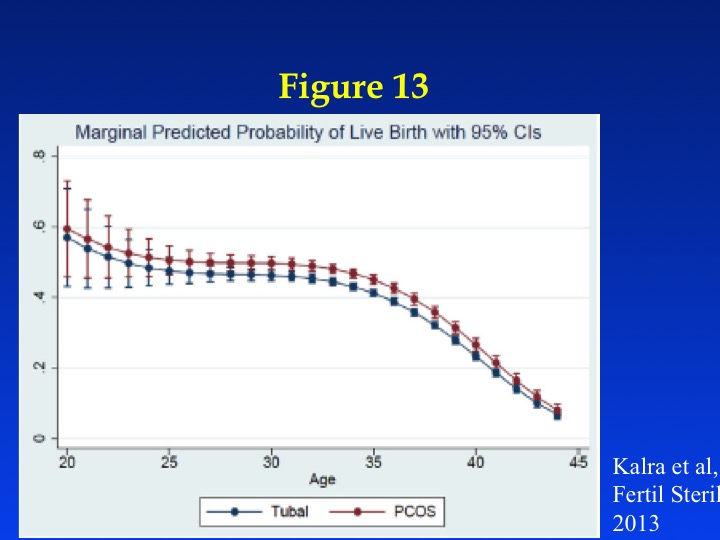 Figure 13
Marginal Predicted Probability of Live Birth with 95% CIs
.8
.6
.4
.2
0
20 25 30 35 40 45
Age
Tubal PCOS
Kalra et al,
Fertil Steril
2013